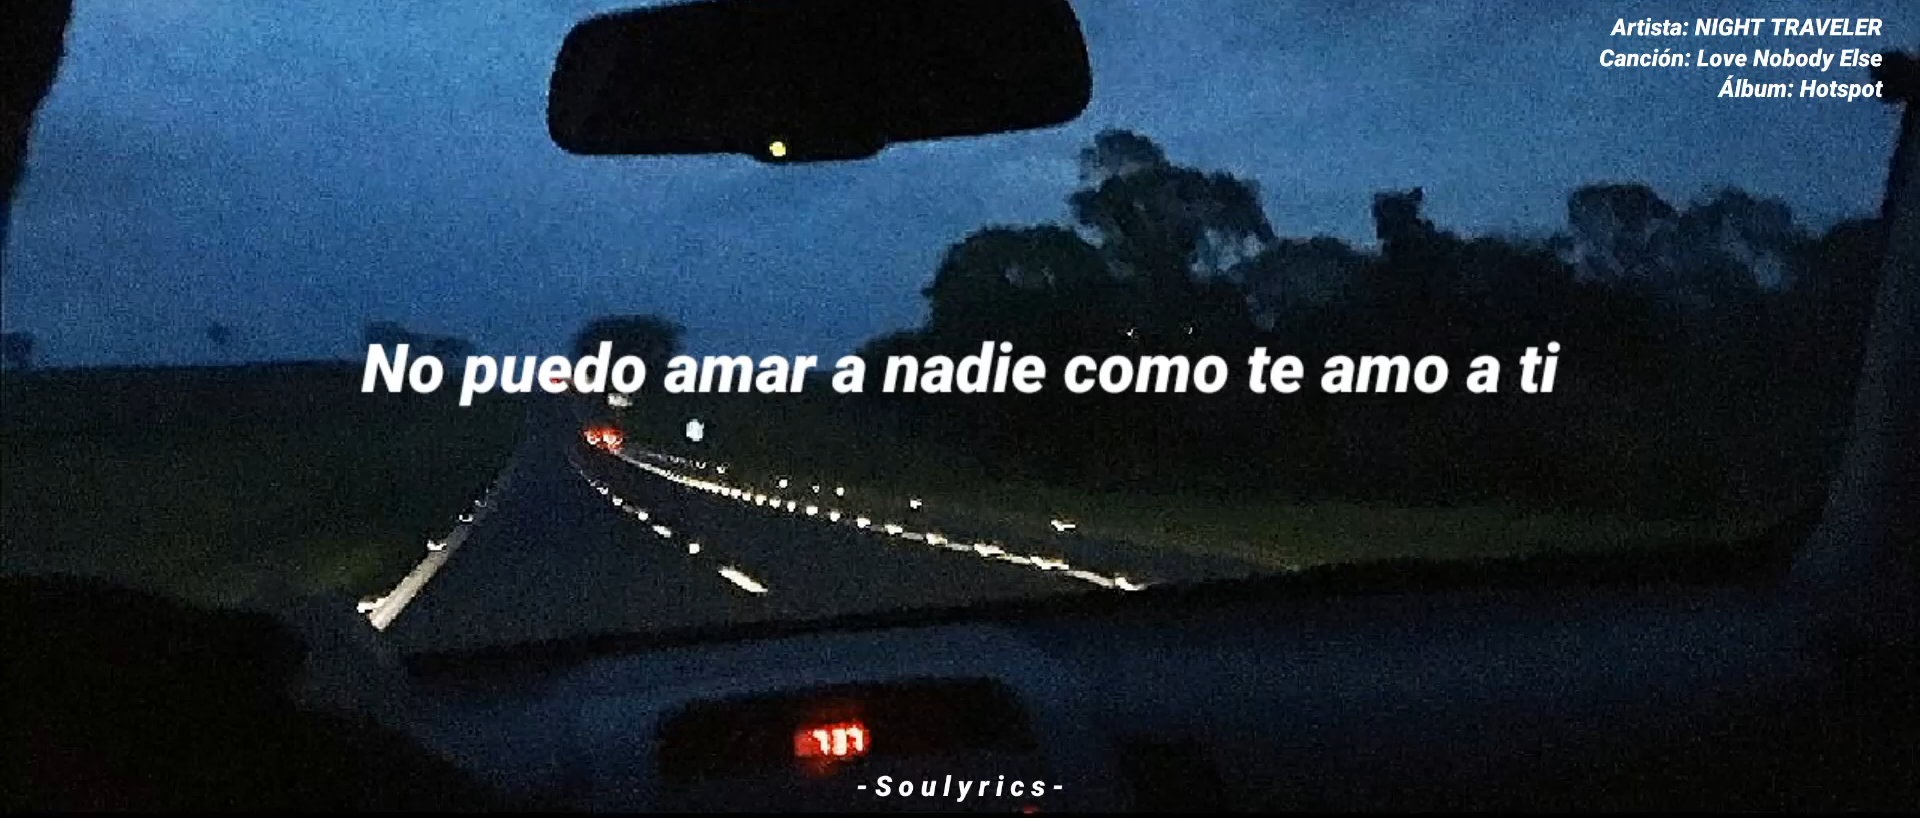 Artista: NIGHT TRAVELER
Canción: Love Nobody Else
Álbum: Hotspot
No puedo amar a nadie como te amo a ti
-Soulyrics-